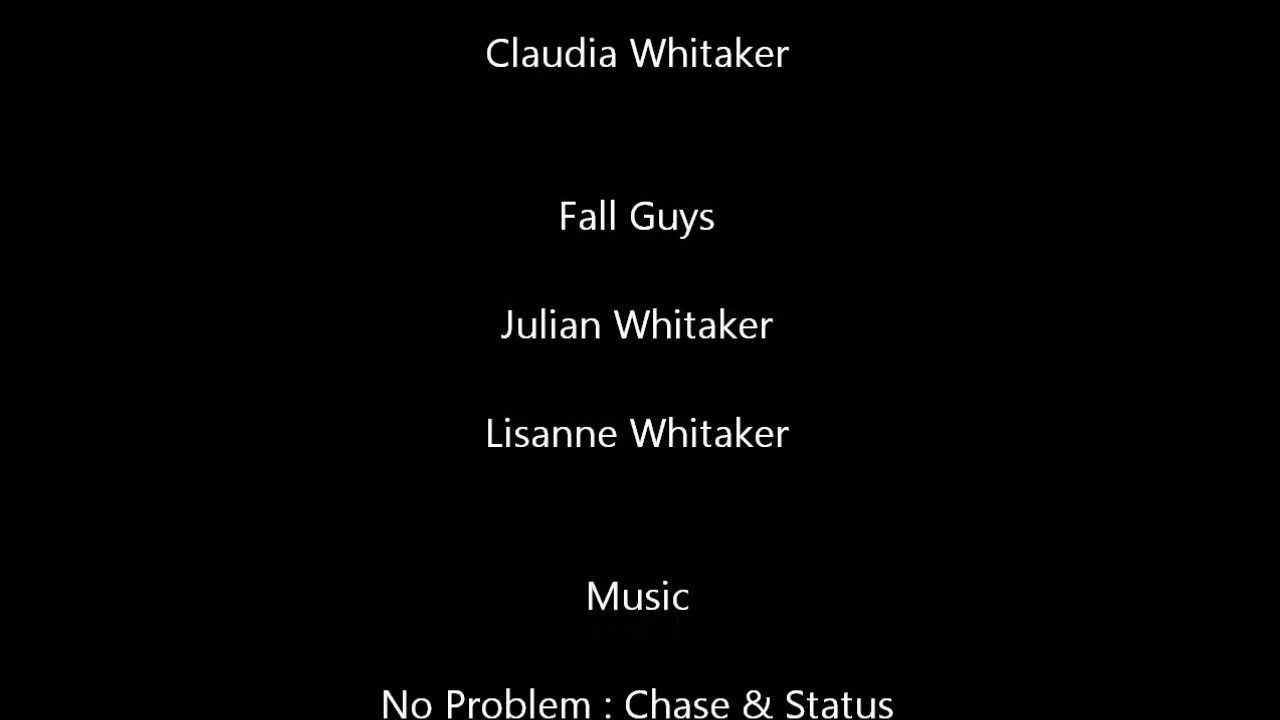 Claudia Whitaker
Fall Guys
Julian Whitaker
Lisanne Whitaker
Music
No Problem : Chase & Status